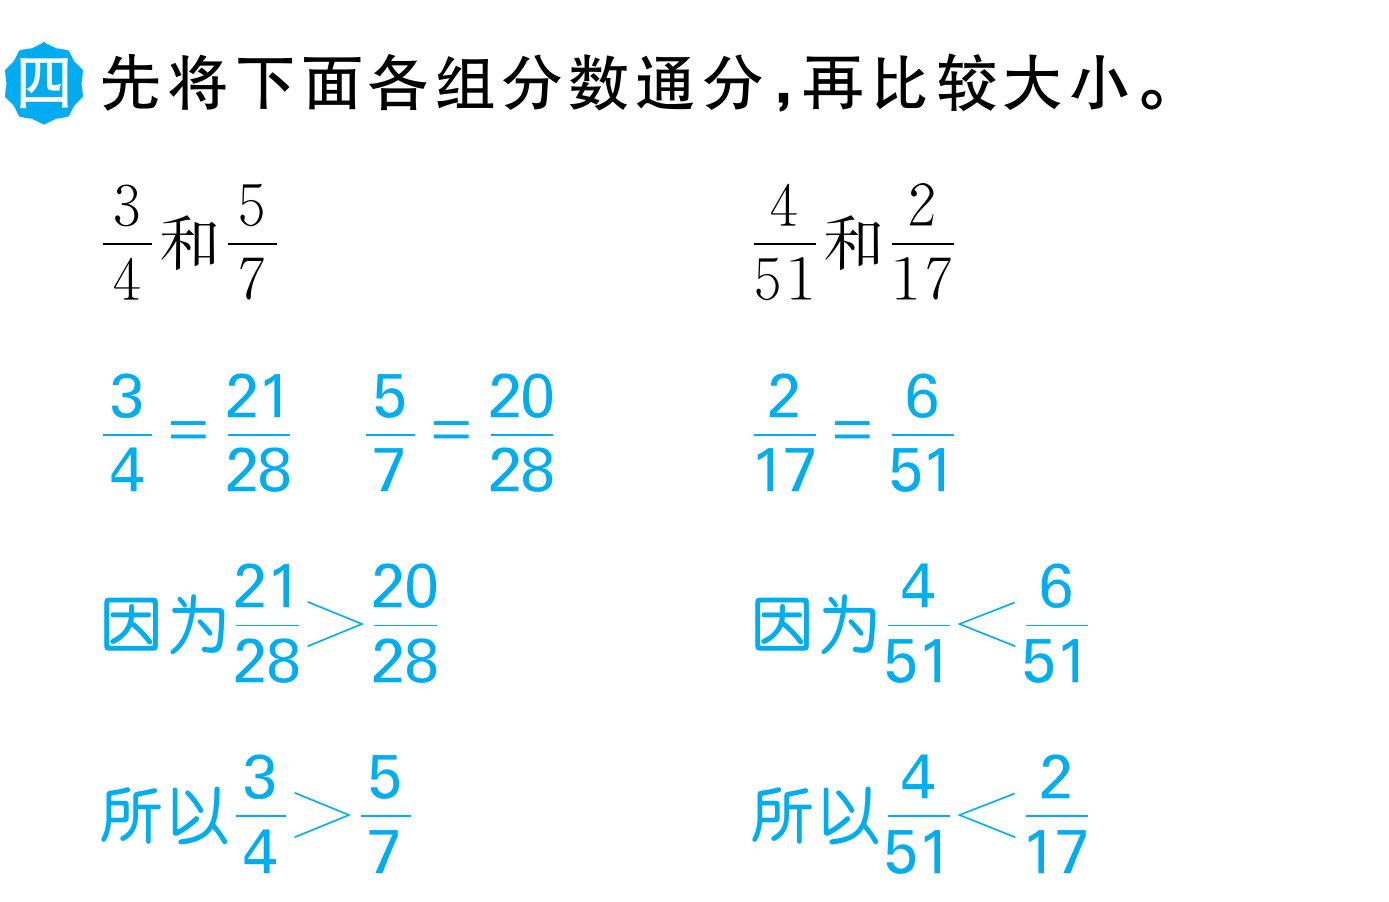 四 先将下面各组分数通分,再比较大小。
3/4和5/7 4/51和2/17
3/4=21/28 5/7=20/28 2/17=6/51
因为21/28>20/28 因为4/51<6/51
所以3/4>5/7 所以4/51<2/17